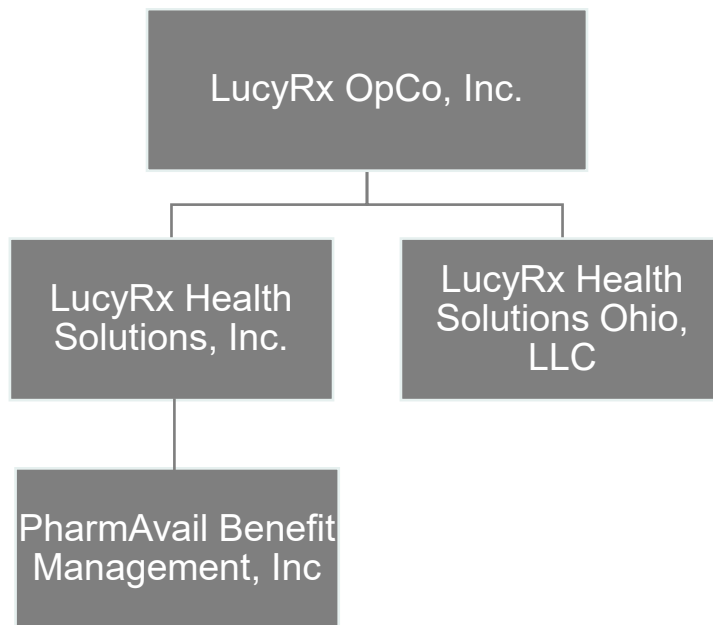 LucyRx OpCo, Inc.
LucyRx Health
Solutions, Inc.
LucyRx Health
Solutions Ohio,
LLC
PharmAvail Benefit
Management, Inc